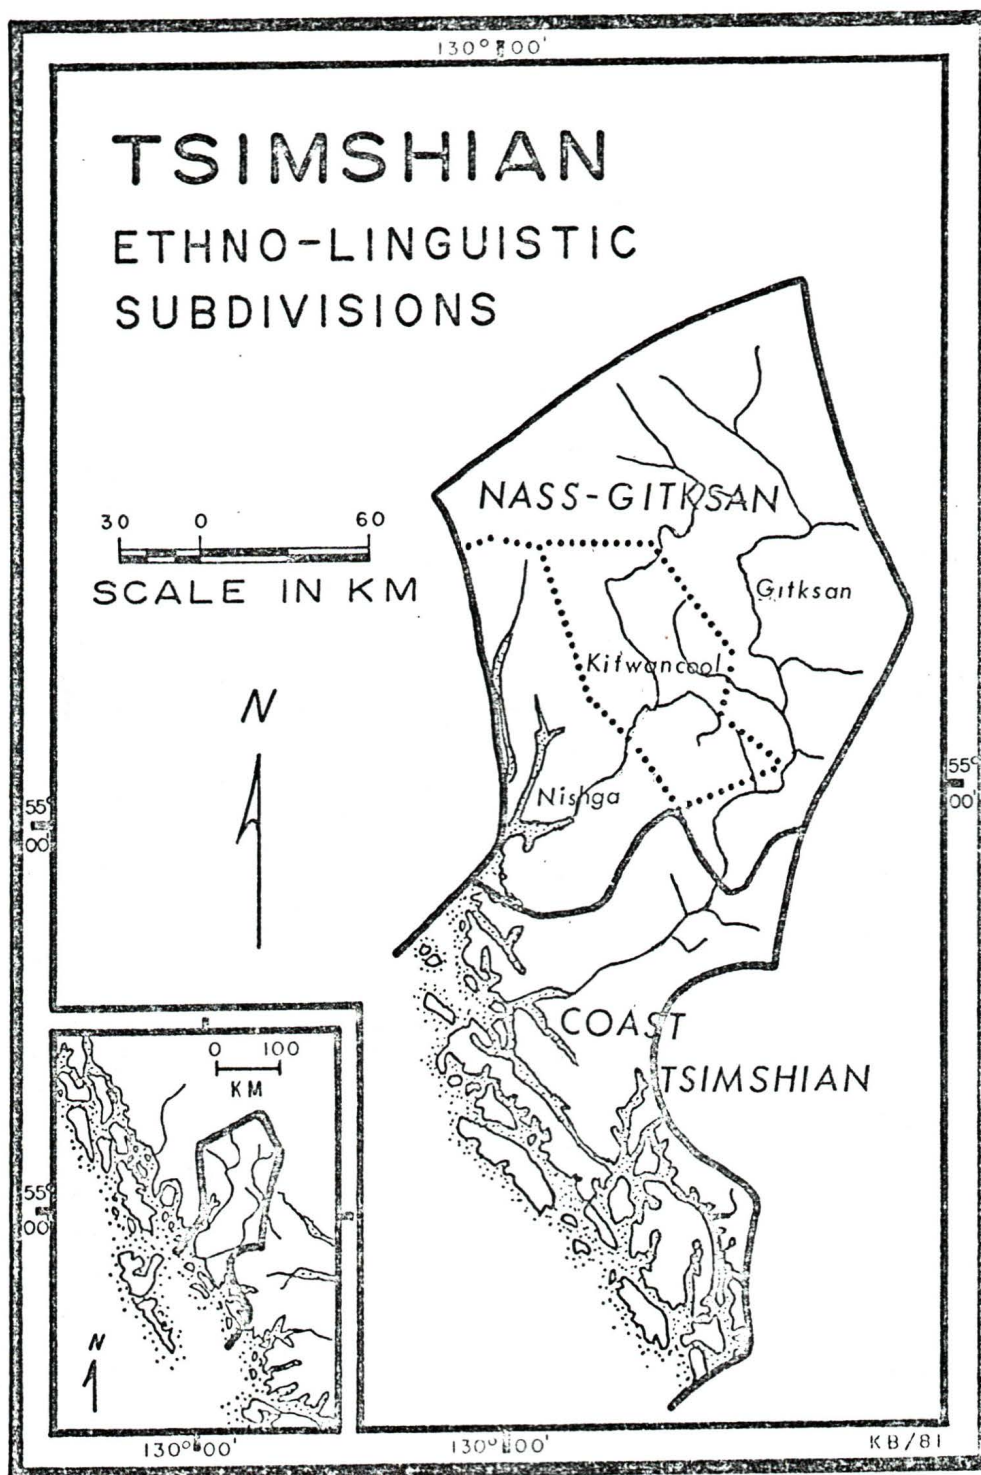 130° 00'
TSIMSHIAN
ETHNO-LINGUISTIC
SUBDIVISIONS
NASS-GITKSAN
30 0 60
SCALE IN KM
Gitksan
Kitwancool
N
55°
00'
Nishga
55°
00'
COAST
TSIMSHIAN
0 100
KM
55°
00'
N
130° 00'
130° 00'
KB/81